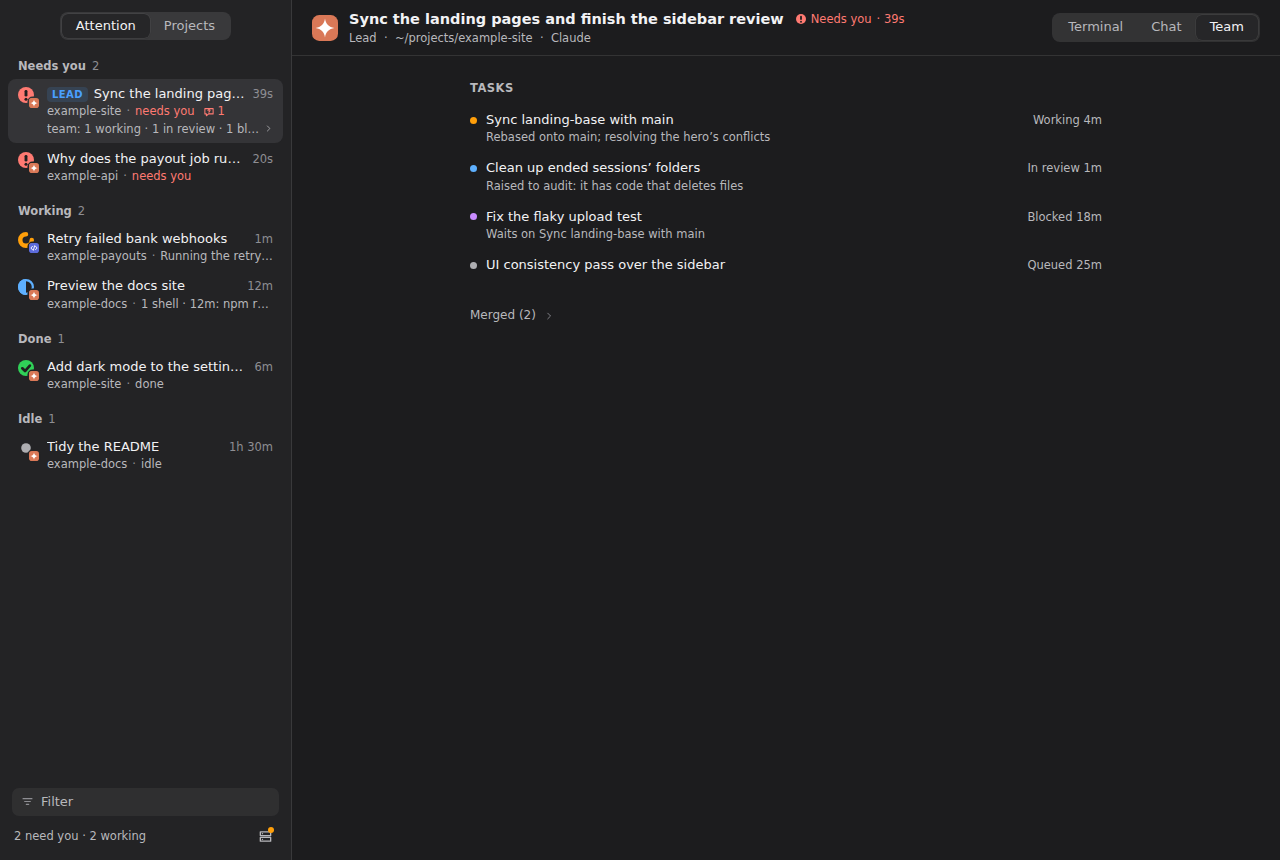 Attention Projects
Needs you 2
LEAD Sync the landing pag… 39s
example-site · needs you 1
team: 1 working · 1 in review · 1 bl…
Why does the payout job ru… 20s
example-api · needs you
Working 2
Retry failed bank webhooks 1m
example-payouts · Running the retry…
Preview the docs site 12m
example-docs · 1 shell · 12m: npm r…
Done 1
Add dark mode to the settin… 6m
example-site · done
Idle 1
Tidy the README 1h 30m
example-docs · idle
Filter
2 need you · 2 working
Sync the landing pages and finish the sidebar review Needs you · 39s
Lead · ~/projects/example-site · Claude
Terminal Chat Team
TASKS
Sync landing-base with main Working 4m
Rebased onto main; resolving the hero’s conflicts
Clean up ended sessions’ folders In review 1m
Raised to audit: it has code that deletes files
Fix the flaky upload test Blocked 18m
Waits on Sync landing-base with main
UI consistency pass over the sidebar Queued 25m
Merged (2)